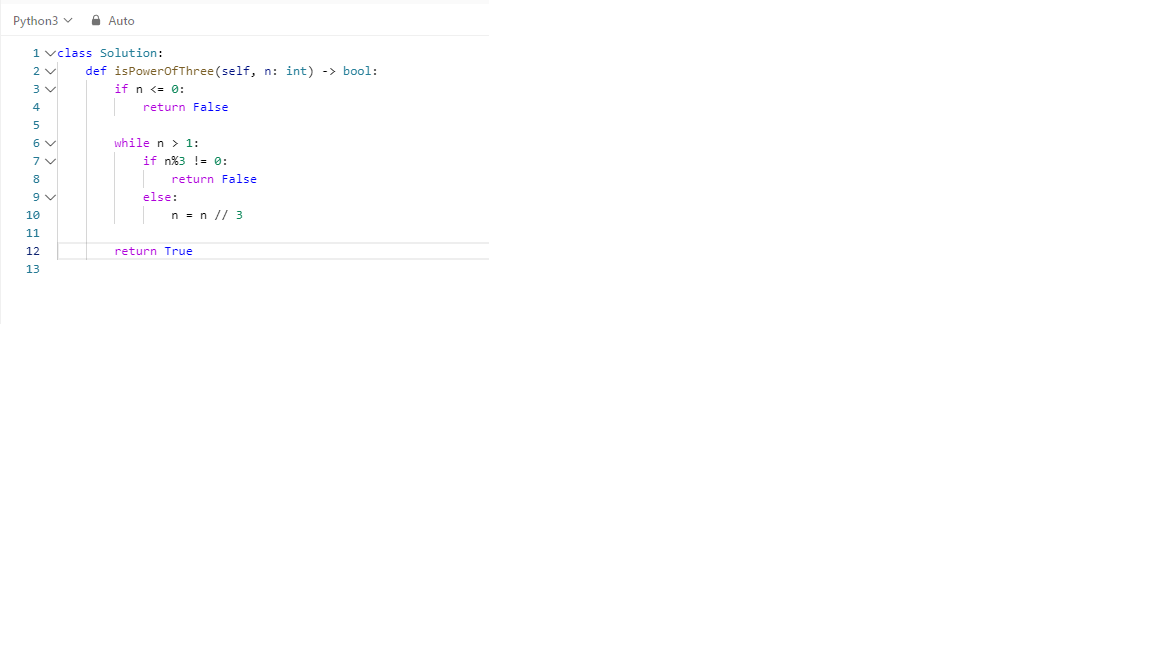 Python3 Auto
1 class Solution:
2 def isPowerOfThree(self, n: int) -> bool:
3 if n <= 0:
4 return False
5
6 while n > 1:
7 if n%3 != 0:
8 return False
9 else:
10 n = n // 3
11
12 return True
13